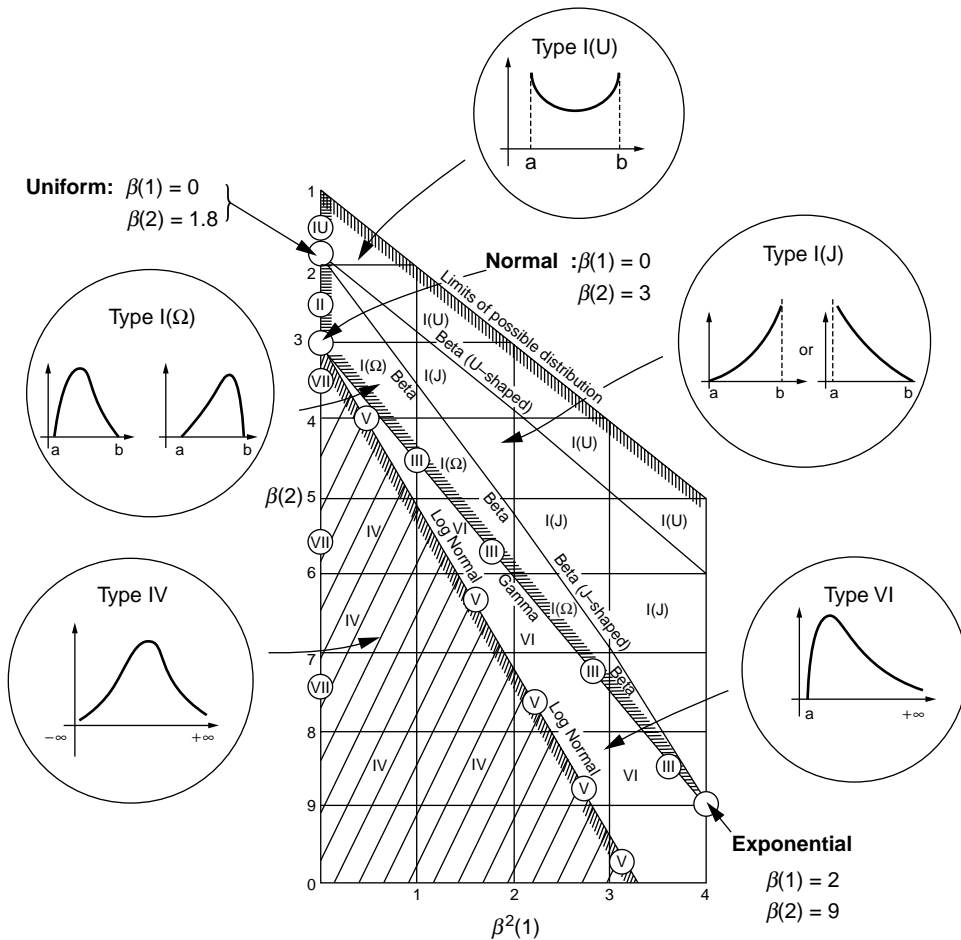 Type I(U)
a b
Uniform: β(1) = 0
β(2) = 1.8
1
IU
2
Normal : β(1) = 0
β(2) = 3
Limits of possible distribution
Type I(J)
or
a b a b
Type I(Ω)
a b a b
II
3
I(Ω)
Beta
I(J)
I(U)
Beta (U–shaped)
VII
4
V
I(U)
III
I(Ω)
β(2)
5
Beta
I(J)
I(U)
IV
Log Normal
VI
VII
III
Gamma
6
Type IV
−∞ +∞
IV
V
I(Ω)
Beta (J–shaped)
I(J)
VI
Type VI
a +∞
7
III
Beta
VII
V
Log Normal
8
IV
IV
V
VI
III
9
Exponential
β(1) = 2
β(2) = 9
V
0
1 2 3 4
β²(1)